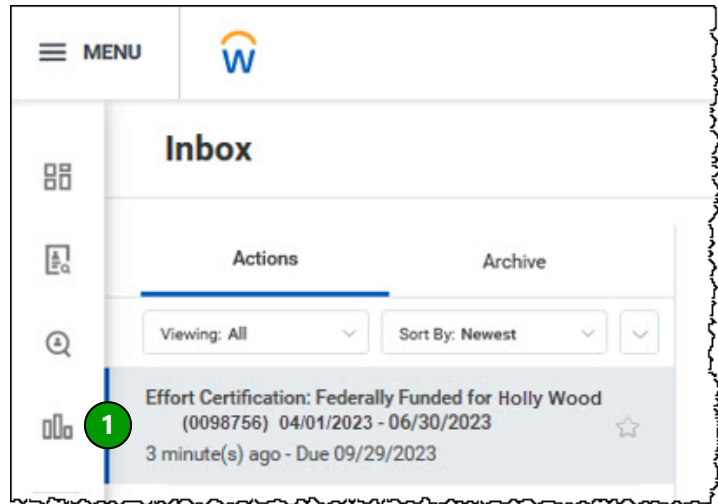 MENU
W
Inbox
Actions
Archive
Viewing: All
Sort By: Newest
Effort Certification: Federally Funded for Holly Wood
(0098756) 04/01/2023 - 06/30/2023
1
3 minute(s) ago - Due 09/29/2023